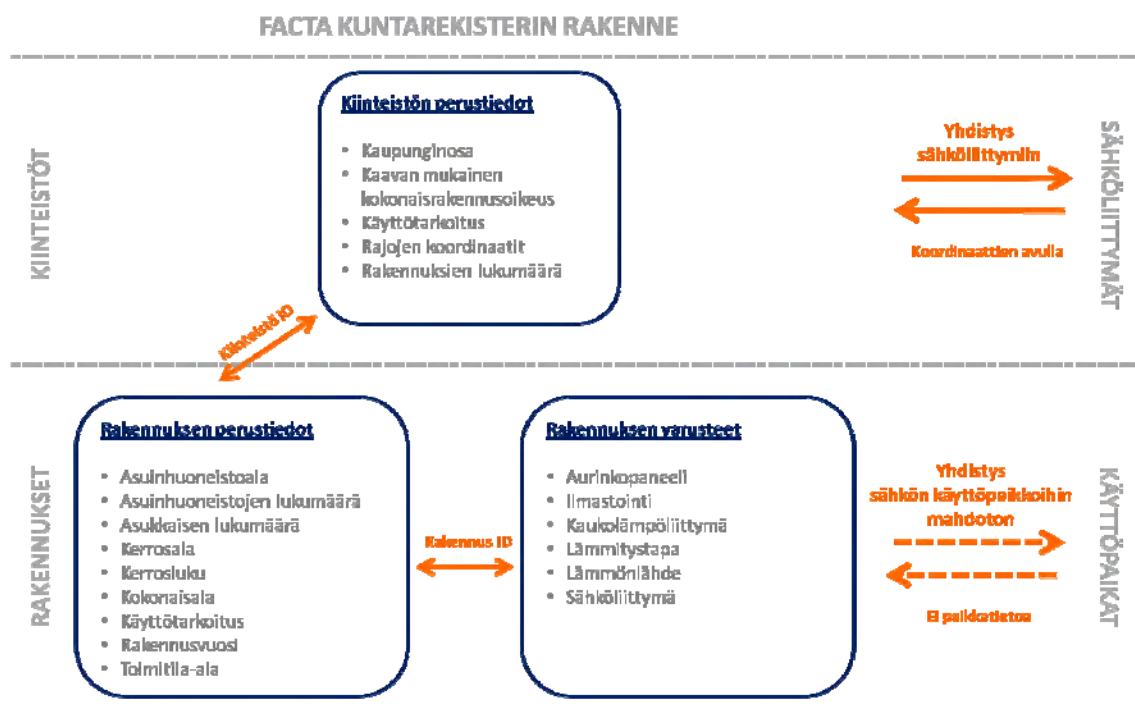 FACTA KUNTAREKISTERIN RAKENNE
KIINTEISTÖT
Kiinteistön perustiedot
• Kaupunginosa
• Kaavan mukainen
kokonaisrakennusoikeus
• Käyttötarkoitus
• Rajojen koordinaatit
• Rakennuksien lukumäärä
Yhdistys
sähköliittymiin
Koordinaattien avulla
SÄHKÖLIITTYMÄT
Kiinteistö ID
RAKENNUKSET
Rakennuksen perustiedot
• Asuinhuoneistoala
• Asuinhuoneistojen lukumäärä
• Asukkaisen lukumäärä
• Kerrosala
• Kerrosluku
• Kokonaisala
• Käyttötarkoitus
• Rakennusvuosi
• Toimitila-ala
Rakennus ID
Rakennuksen varusteet
• Aurinkopaneeli
• Ilmastointi
• Kaukolämpöliittymä
• Lämmitystapa
• Lämmönlähde
• Sähköliittymä
Yhdistys
sähkön käyttöpaikkoihin
mahdoton
Ei paikkatietoa
KÄYTTÖPAIKAT